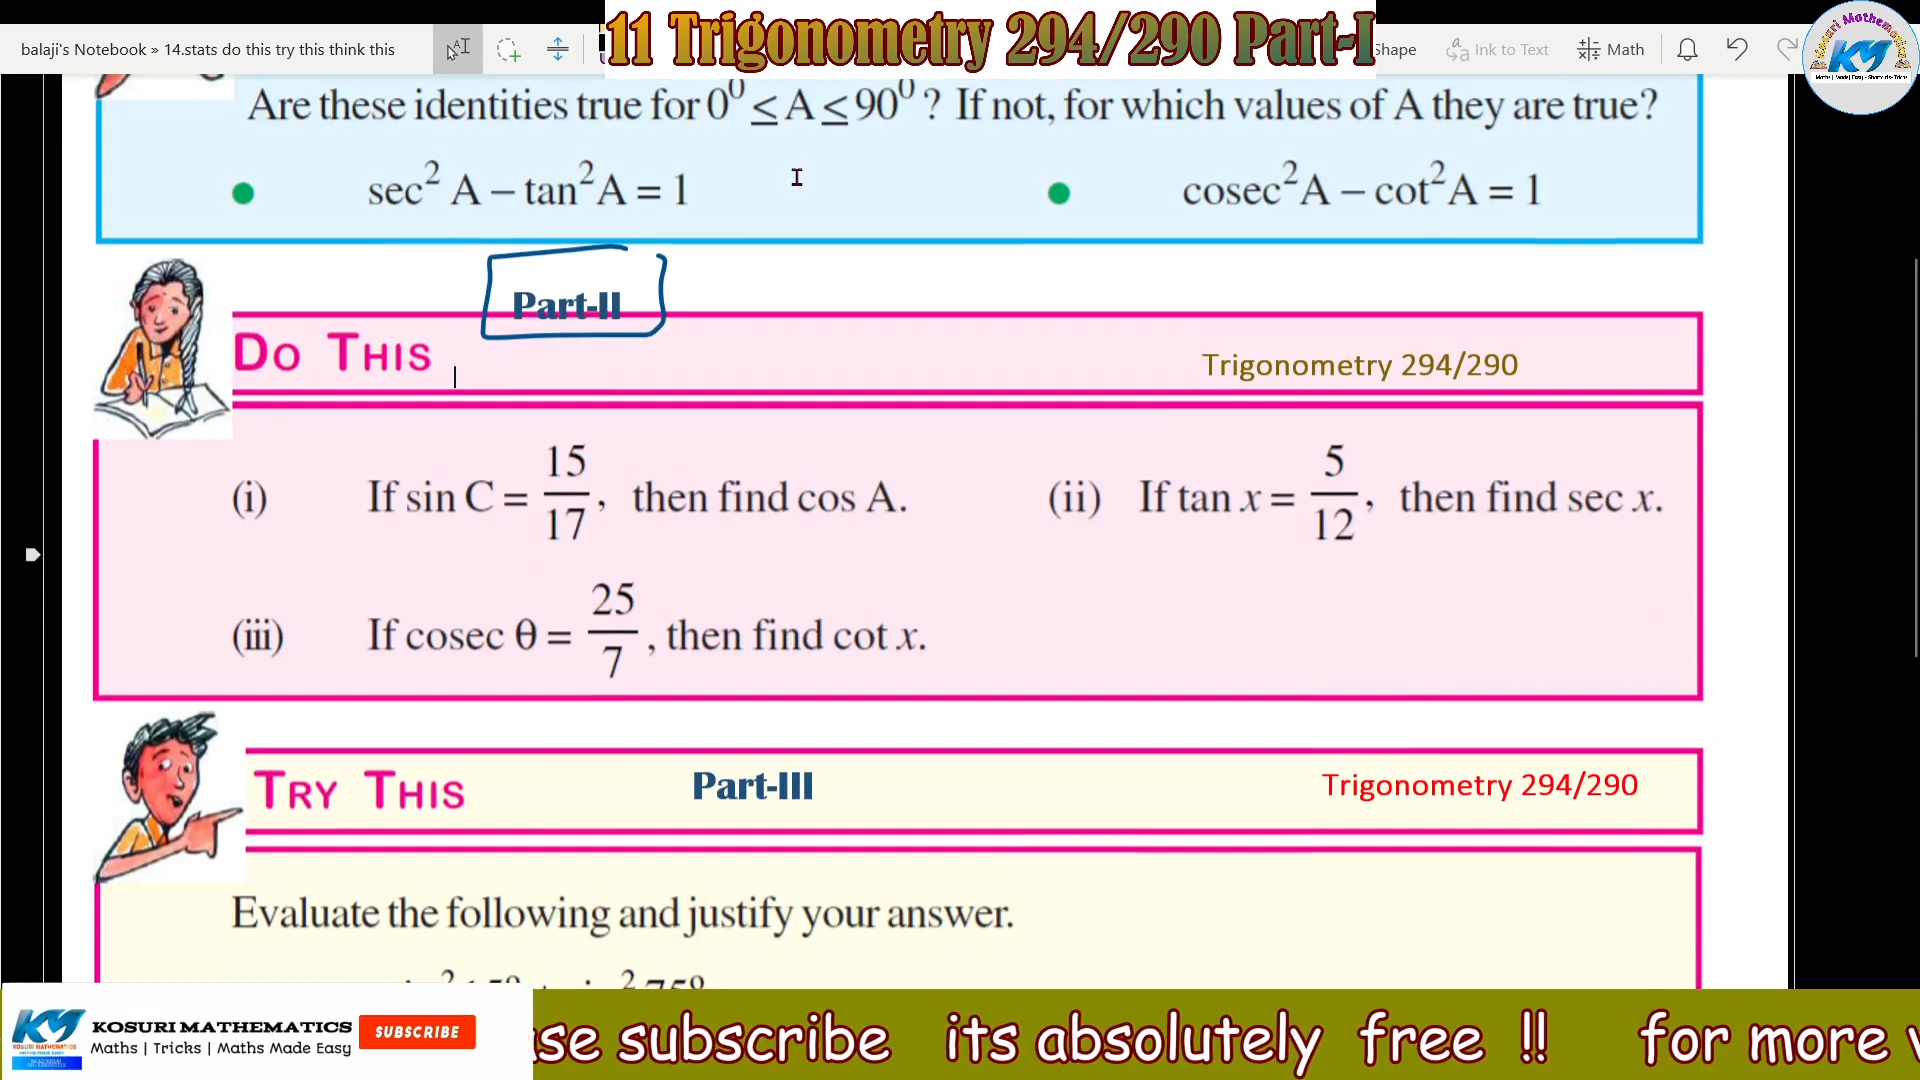 11 Trigonometry 294/290 Part-I
balaji's Notebook » 14.stats do this try this think this
Shape
Ink to Text
Math
Are these identities true for 0⁰ ≤ A ≤ 90⁰ ? If not, for which values of A they are true?
• sec² A – tan² A = 1 • cosec² A – cot² A = 1
Part-II
DO THIS
Trigonometry 294/290
(i) If sin C = 15/17, then find cos A. (ii) If tan x = 5/12, then find sec x.
(iii) If cosec θ = 25/7, then find cot x.
TRY THIS
Part-III
Trigonometry 294/290
Evaluate the following and justify your answer.
KOSURI MATHEMATICS
Maths | Tricks | Maths Made Easy
SUBSCRIBE
subscribe its absolutely free !! for more